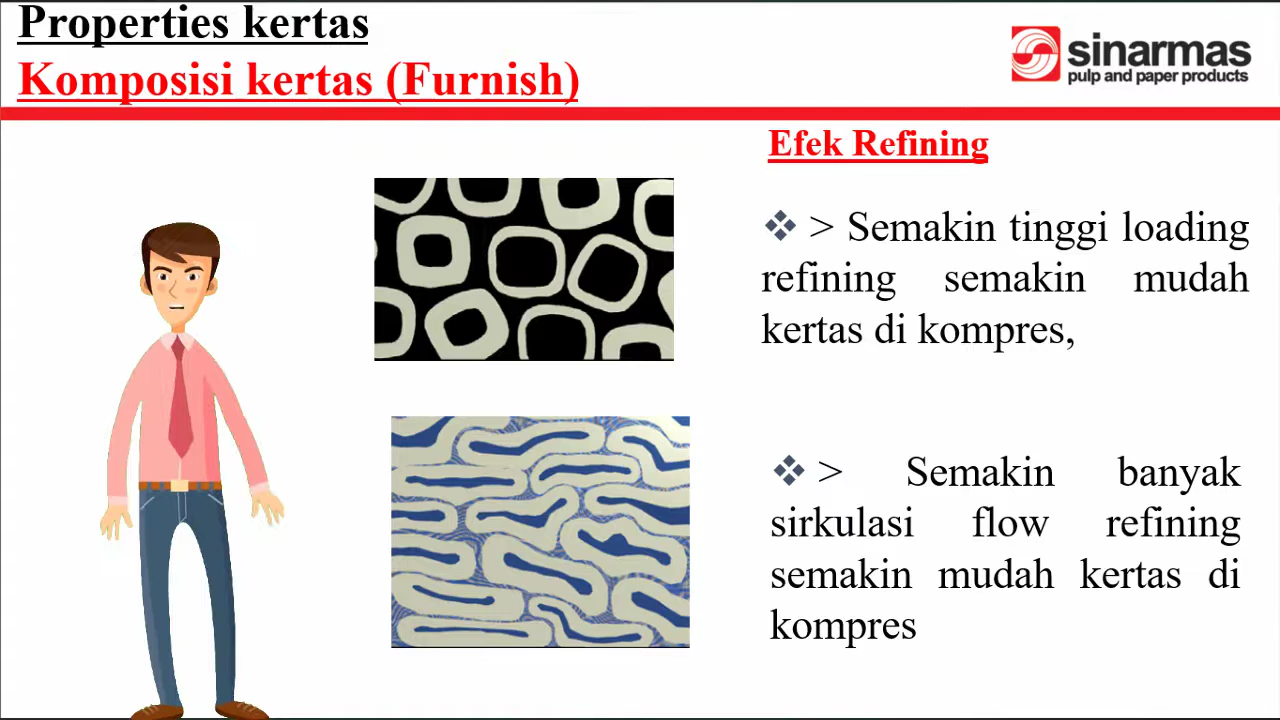 Properties kertas
Komposisi kertas (Furnish)
sinarmas
pulp and paper products
Efek Refining
❖ > Semakin tinggi loading
refining semakin mudah
kertas di kompres,
❖ > Semakin banyak
sirkulasi flow refining
semakin mudah kertas di
kompres